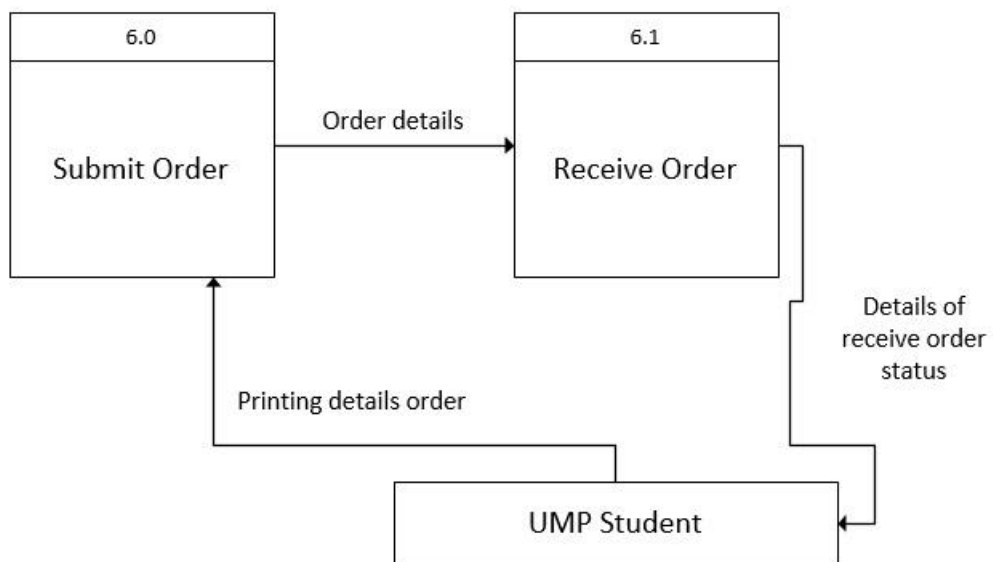 6.0
6.1
Submit Order
Order details
Receive Order
Details of
receive order
status
Printing details order
UMP Student